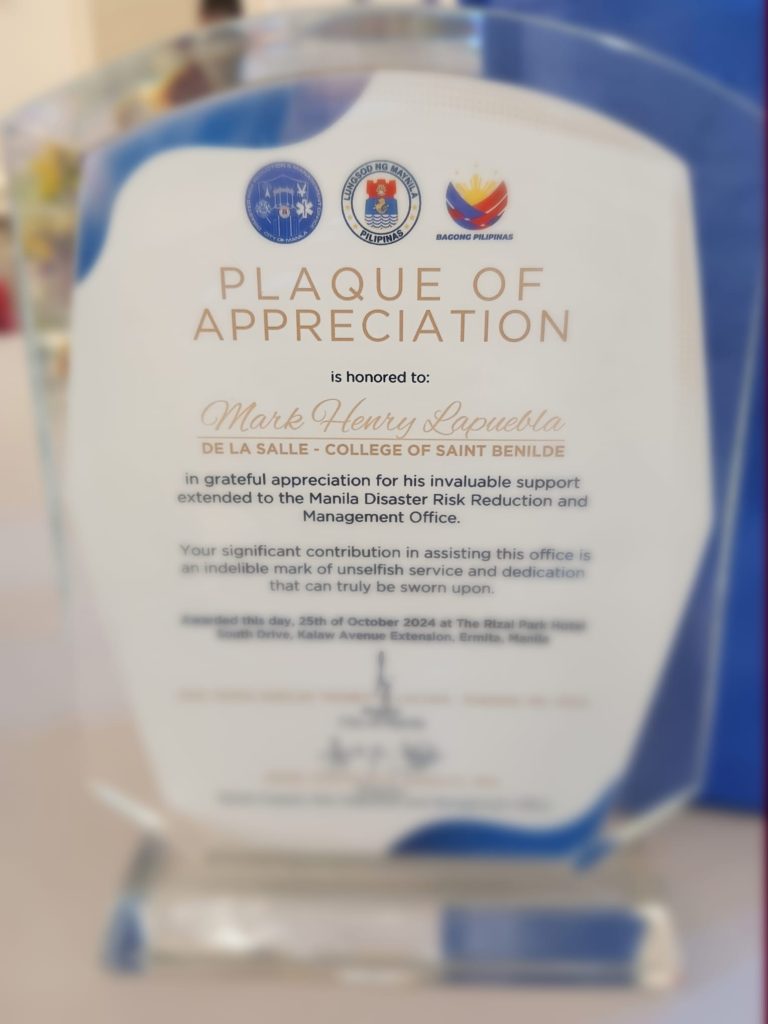 LUNGSOD NG MAYNILA
PILIPINAS
CITY OF MANILA
BAGONG PILIPINAS
PLAQUE OF
APPRECIATION
is honored to:
Mark Henry Lapuebla
DE LA SALLE - COLLEGE OF SAINT BENILDE
in grateful appreciation for his invaluable support
extended to the Manila Disaster Risk Reduction and
Management Office.
Your significant contribution in assisting this office is
an indelible mark of unselfish service and dedication
that can truly be sworn upon.
Awarded this day, 25th of October 2024 at The Rizal Park Hotel
South Drive, Kalaw Avenue Extension, Ermita, Manila